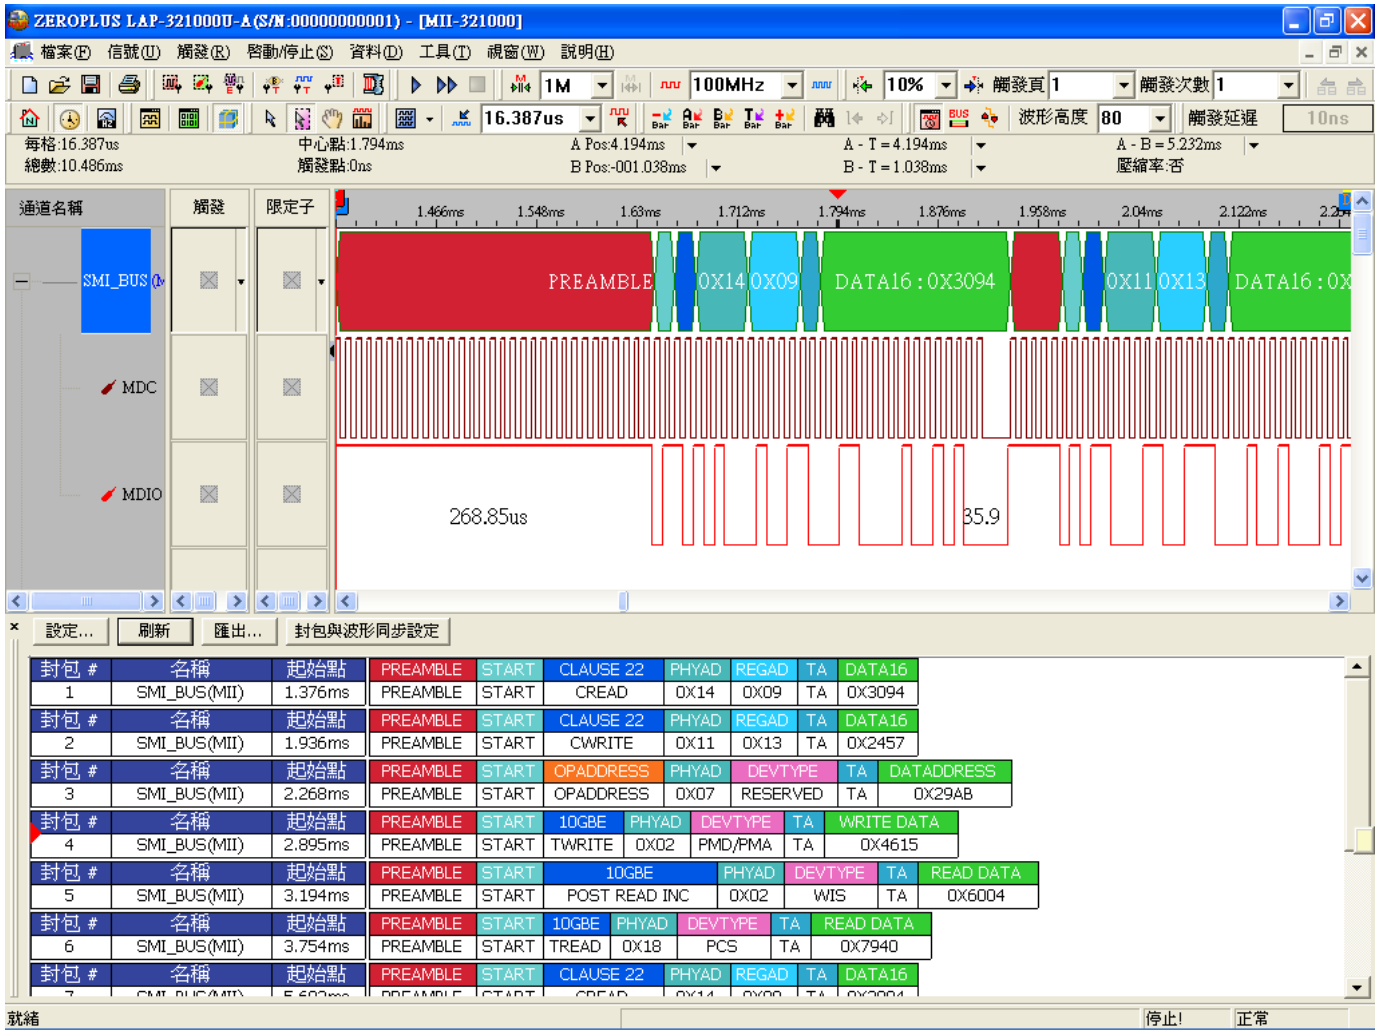 ZEROPLUS LAP-321000U-A(S/N:00000000001) - [MII-321000]
檔案(F) 信號(U) 觸發(R) 啓動/停止(S) 資料(D) 工具(T) 視窗(W) 說明(H)
1M 100MHz 10% 觸發頁 1 觸發次數 1
16.387us Bar A Bar B Bar T Bar Bar BUS 波形高度 80 觸發延遲 10ns
每格:16.387us 中心點:1.794ms A Pos:4.194ms A - T = 4.194ms A - B = 5.232ms
總數:10.486ms 觸發點:0ns B Pos:-001.038ms B - T = 1.038ms 壓縮率:否
通道名稱 觸發 限定子 1.466ms 1.548ms 1.63ms 1.712ms 1.794ms 1.876ms 1.958ms 2.04ms 2.122ms
SMI_BUS PREAMBLE 0X14 0X09 DATA16:0X3094 0X11 0X13 DATA16:0X
MDC
MDIO
268.85us 35.9
設定... 刷新 匯出... 封包與波形同步設定
封包 # 名稱 起始點 PREAMBLE START CLAUSE 22 PHYAD REGAD TA DATA16
1 SMI_BUS(MII) 1.376ms PREAMBLE START CREAD 0X14 0X09 TA 0X3094
封包 # 名稱 起始點 PREAMBLE START CLAUSE 22 PHYAD REGAD TA DATA16
2 SMI_BUS(MII) 1.936ms PREAMBLE START CWRITE 0X11 0X13 TA 0X2457
封包 # 名稱 起始點 PREAMBLE START OPADDRESS PHYAD DEVTYPE TA DATADDRESS
3 SMI_BUS(MII) 2.268ms PREAMBLE START OPADDRESS 0X07 RESERVED TA 0X29AB
封包 # 名稱 起始點 PREAMBLE START 10GBE PHYAD DEVTYPE TA WRITE DATA
4 SMI_BUS(MII) 2.895ms PREAMBLE START TWRITE 0X02 PMD/PMA TA 0X4615
封包 # 名稱 起始點 PREAMBLE START 10GBE PHYAD DEVTYPE TA READ DATA
5 SMI_BUS(MII) 3.194ms PREAMBLE START POST READ INC 0X02 WIS TA 0X6004
封包 # 名稱 起始點 PREAMBLE START 10GBE PHYAD DEVTYPE TA READ DATA
6 SMI_BUS(MII) 3.754ms PREAMBLE START TREAD 0X18 PCS TA 0X7940
封包 # 名稱 起始點 PREAMBLE START CLAUSE 22 PHYAD REGAD TA DATA16
就緒 停止! 正常